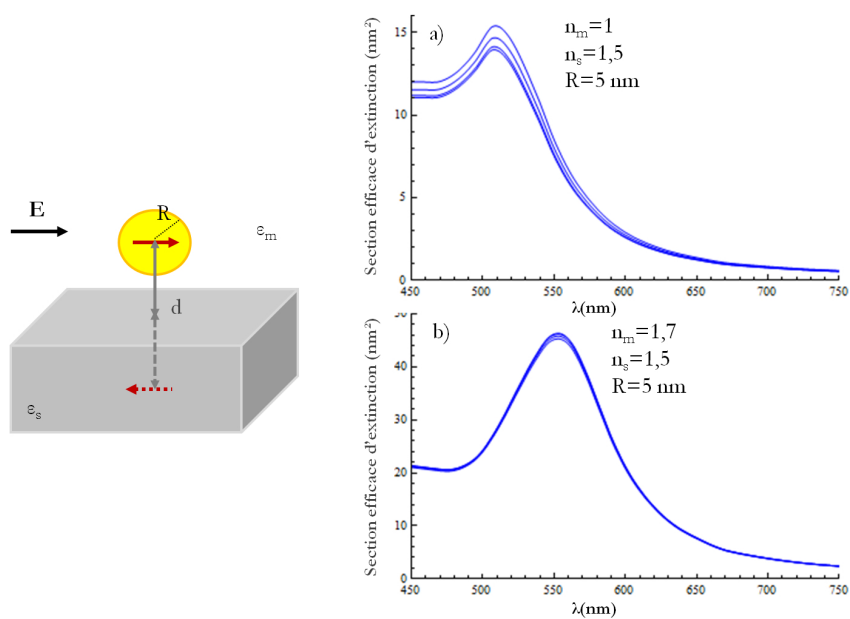 E
R
εm
d
εs
a)
nm=1
ns=1,5
R=5 nm
Section efficace d'extinction (nm²)
15
10
5
0
450 500 550 600 650 700 750
λ(nm)
b)
nm=1,7
ns=1,5
R=5 nm
Section efficace d'extinction (nm²)
50
40
30
20
10
0
450 500 550 600 650 700 750
λ(nm)